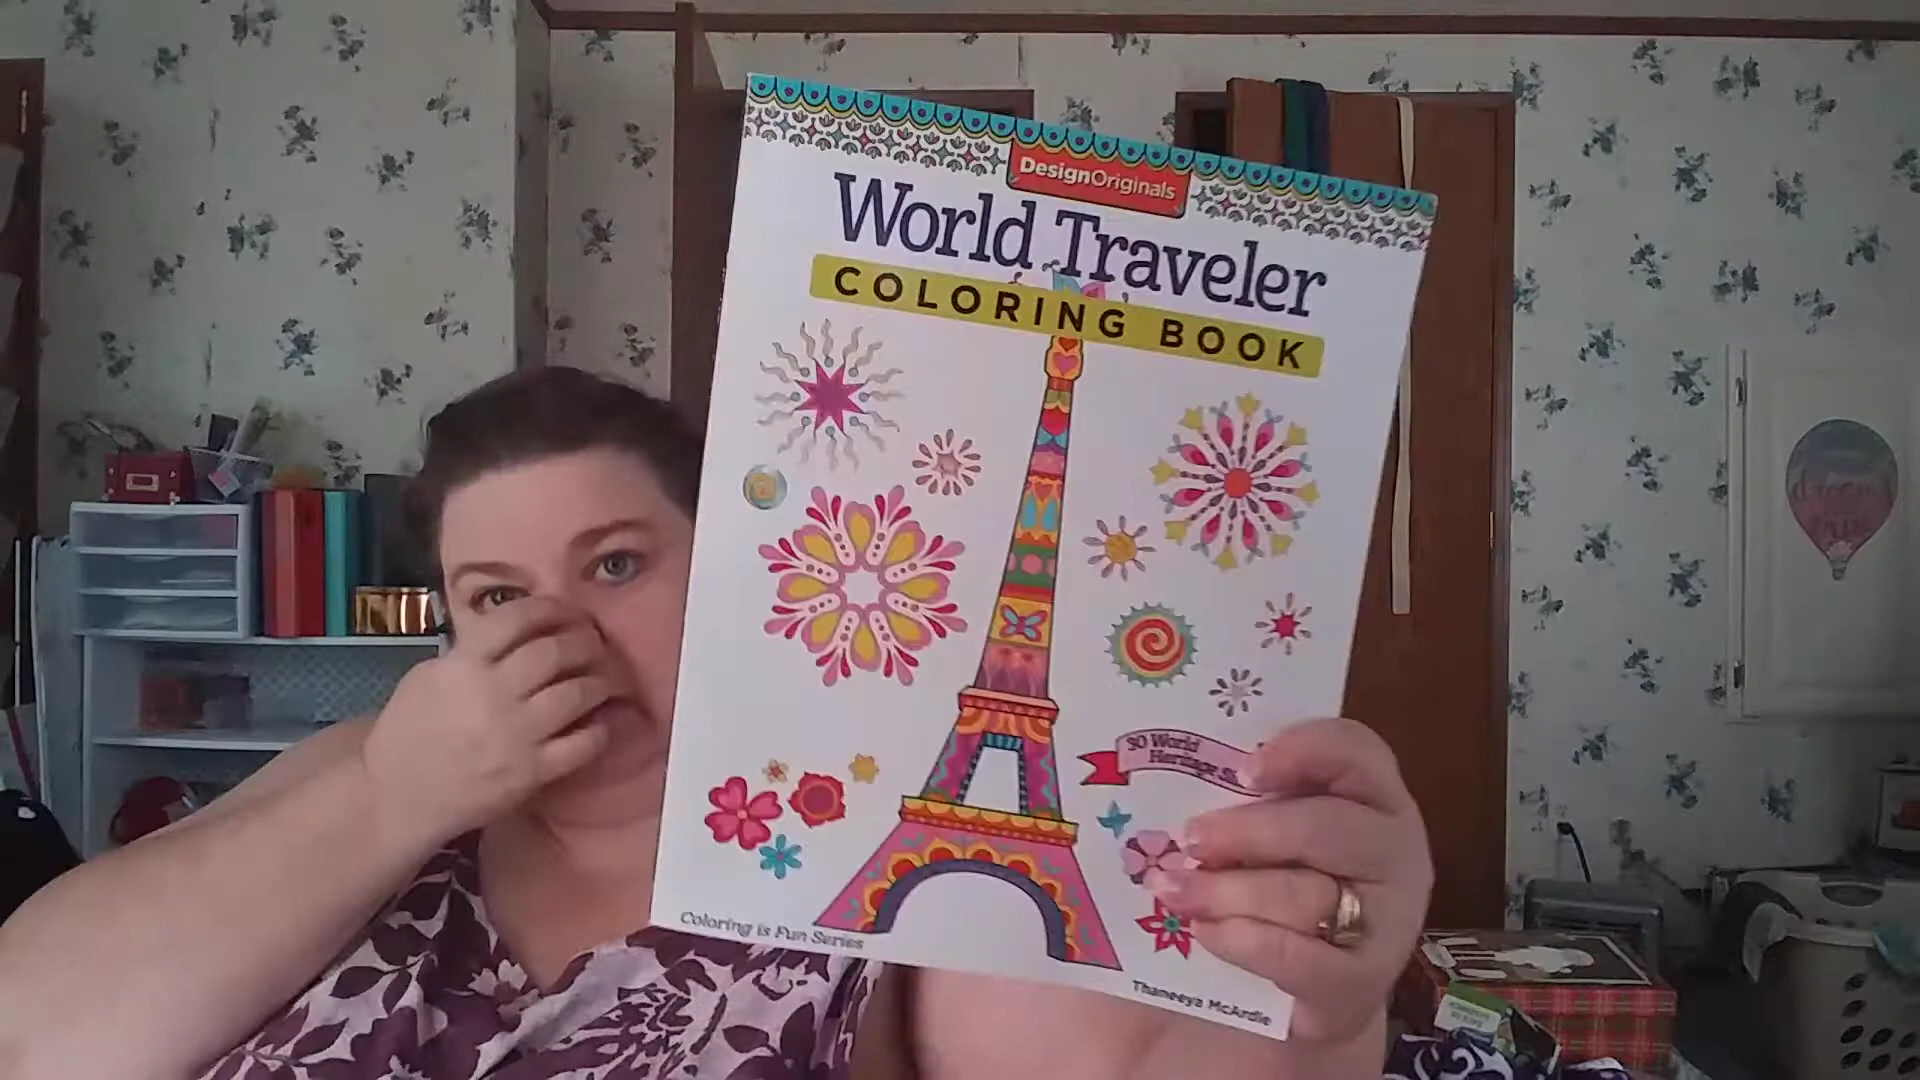 DesignOriginals
World Traveler
COLORING BOOK
30 World
Heritage
Coloring is Fun Series
Thaneeya McArdle